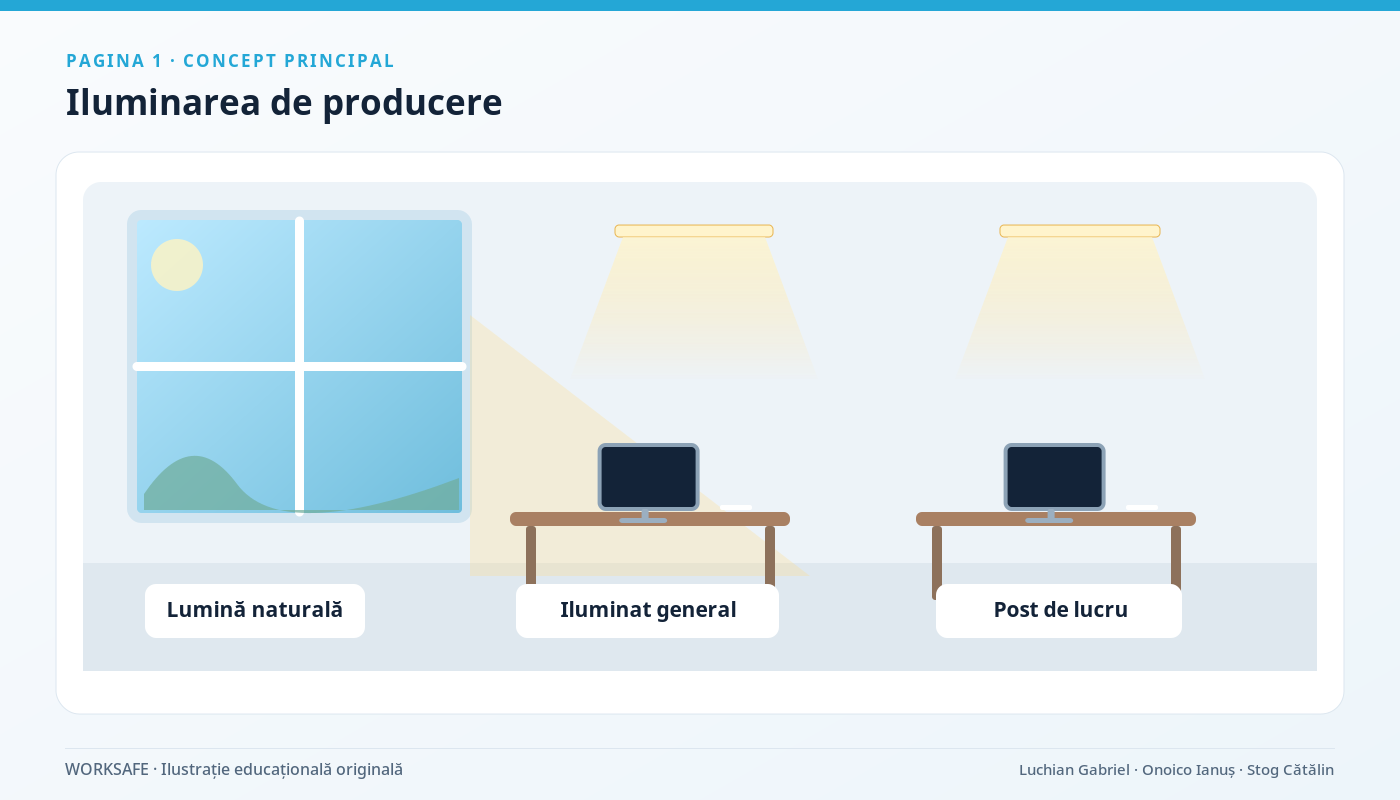 PAGINA 1 · CONCEPT PRINCIPAL
Iluminarea de producere
Lumină naturală
Iluminat general
Post de lucru
WORKSAFE · Ilustrație educațională originală
Luchian Gabriel · Onoico Ianuș · Stog Cătălin